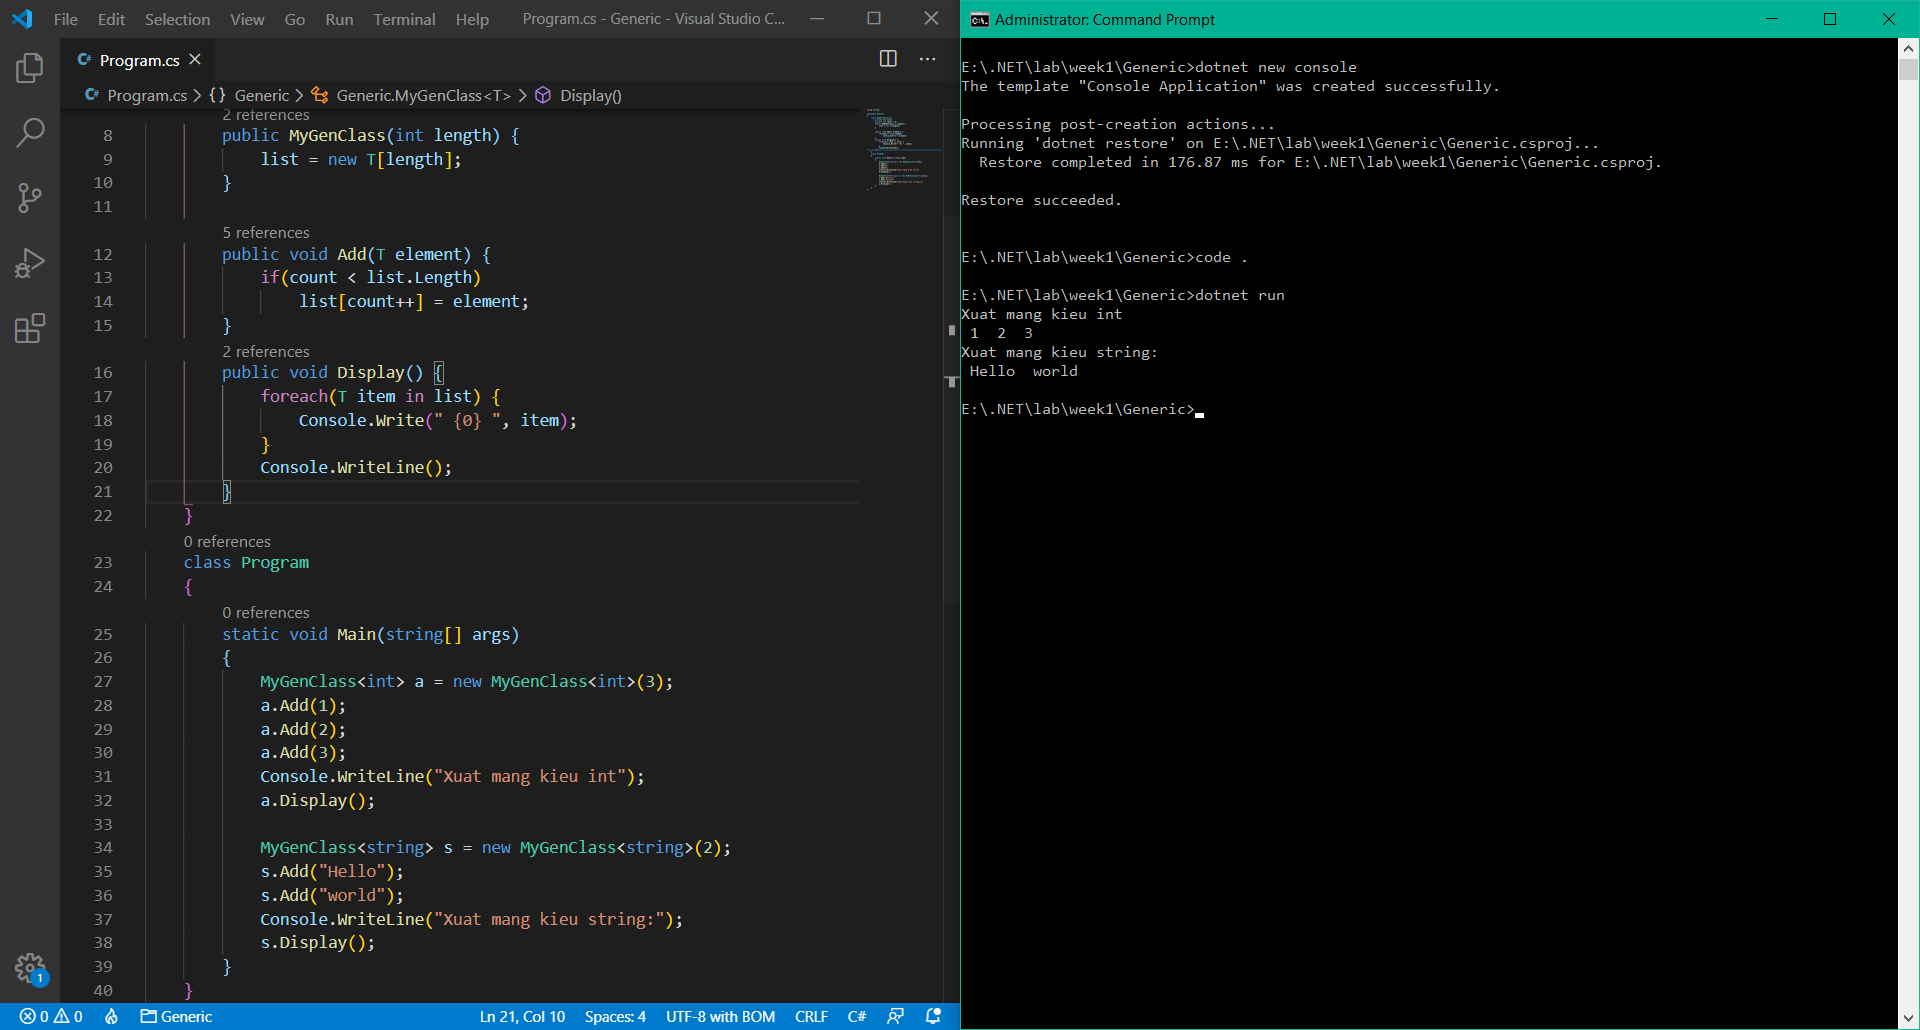 File Edit Selection View Go Run Terminal Help Program.cs - Generic - Visual Studio C...
Program.cs
Program.cs > {} Generic > Generic.MyGenClass<T> > Display()
2 references
8 public MyGenClass(int length) {
9 list = new T[length];
10 }
11
5 references
12 public void Add(T element) {
13 if(count < list.Length)
14 list[count++] = element;
15 }
2 references
16 public void Display() {
17 foreach(T item in list) {
18 Console.Write(" {0} ", item);
19 }
20 Console.WriteLine();
21 }
22 }
0 references
23 class Program
24 {
0 references
25 static void Main(string[] args)
26 {
27 MyGenClass<int> a = new MyGenClass<int>(3);
28 a.Add(1);
29 a.Add(2);
30 a.Add(3);
31 Console.WriteLine("Xuat mang kieu int");
32 a.Display();
33
34 MyGenClass<string> s = new MyGenClass<string>(2);
35 s.Add("Hello");
36 s.Add("world");
37 Console.WriteLine("Xuat mang kieu string:");
38 s.Display();
39 }
40 }
1
0 0 Generic Ln 21, Col 10 Spaces: 4 UTF-8 with BOM CRLF C#
Administrator: Command Prompt
E:\.NET\lab\week1\Generic>dotnet new console
The template "Console Application" was created successfully.
Processing post-creation actions...
Running 'dotnet restore' on E:\.NET\lab\week1\Generic\Generic.csproj...
Restore completed in 176.87 ms for E:\.NET\lab\week1\Generic\Generic.csproj.
Restore succeeded.
E:\.NET\lab\week1\Generic>code .
E:\.NET\lab\week1\Generic>dotnet run
Xuat mang kieu int
1 2 3
Xuat mang kieu string:
Hello world
E:\.NET\lab\week1\Generic>